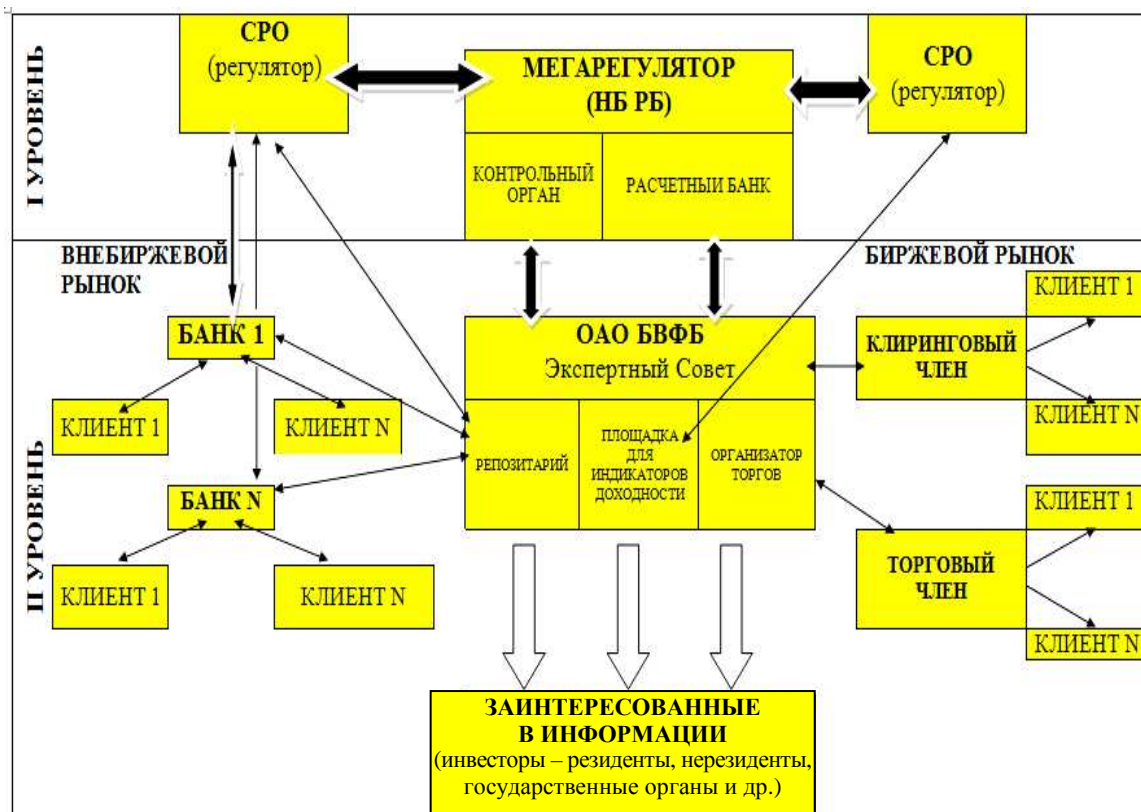 I УРОВЕНЬ
СРО
(регулятор)
МЕГАРЕГУЛЯТОР
(НБ РБ)
КОНТРОЛЬНЫЙ
ОРГАН
РАСЧЕТНЫЙ БАНК
СРО
(регулятор)
II УРОВЕНЬ
ВНЕБИРЖЕВОЙ
РЫНОК
БАНК 1
КЛИЕНТ 1
КЛИЕНТ N
БАНК N
КЛИЕНТ 1
КЛИЕНТ N
ОАО БВФБ
Экспертный Совет
РЕПОЗИТАРИЙ
ПЛОЩАДКА
ДЛЯ
ИНДИКАТОРОВ
ДОХОДНОСТИ
ОРГАНИЗАТОР
ТОРГОВ
БИРЖЕВОЙ РЫНОК
КЛИЕНТ 1
КЛИРИНГОВЫЙ
ЧЛЕН
КЛИЕНТ N
КЛИЕНТ 1
ТОРГОВЫЙ
ЧЛЕН
КЛИЕНТ N
ЗАИНТЕРЕСОВАННЫЕ
В ИНФОРМАЦИИ
(инвесторы – резиденты, нерезиденты,
государственные органы и др.)